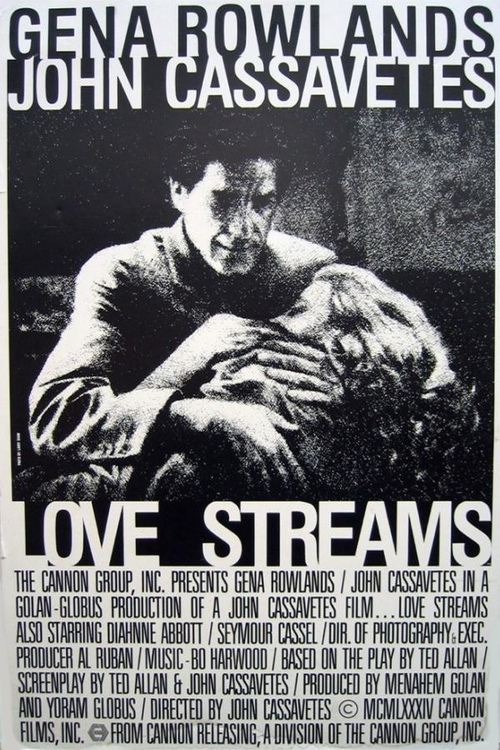 GENA ROWLANDS
JOHN CASSAVETES
LOVE STREAMS
THE CANNON GROUP, INC. PRESENTS GENA ROWLANDS / JOHN CASSAVETES IN A
GOLAN-GLOBUS PRODUCTION OF A JOHN CASSAVETES FILM...LOVE STREAMS
ALSO STARRING DIAHNNE ABBOTT / SEYMOUR CASSEL / DIR. OF PHOTOGRAPHY & EXEC.
PRODUCER AL RUBAN / MUSIC-BO HARWOOD / BASED ON THE PLAY BY TED ALLAN /
SCREENPLAY BY TED ALLAN & JOHN CASSAVETES / PRODUCED BY MENAHEM GOLAN
AND YORAM GLOBUS / DIRECTED BY JOHN CASSAVETES © MCMLXXXIV CANNON
FILMS, INC. FROM CANNON RELEASING, A DIVISION OF THE CANNON GROUP, INC.